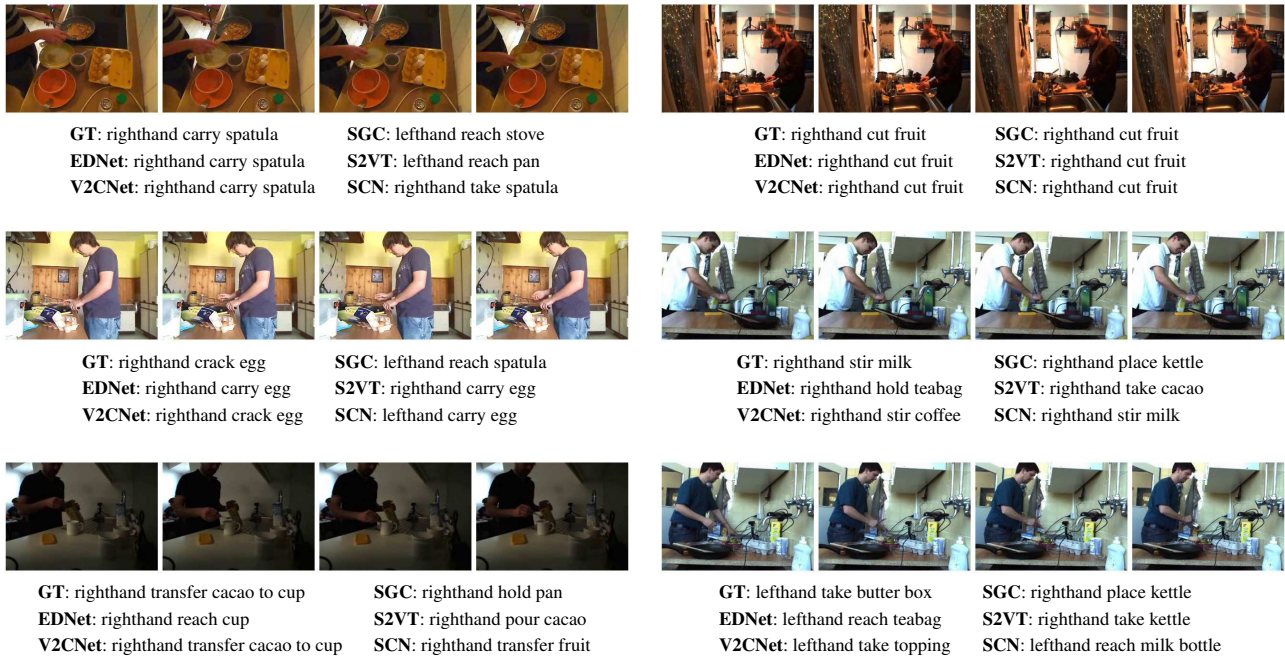 GT: righthand carry spatula
SGC: lefthand reach stove
EDNet: righthand carry spatula
S2VT: lefthand reach pan
V2CNet: righthand carry spatula
SCN: righthand take spatula
GT: righthand cut fruit
SGC: righthand cut fruit
EDNet: righthand cut fruit
S2VT: righthand cut fruit
V2CNet: righthand cut fruit
SCN: righthand cut fruit
GT: righthand crack egg
SGC: lefthand reach spatula
EDNet: righthand carry egg
S2VT: righthand carry egg
V2CNet: righthand crack egg
SCN: lefthand carry egg
GT: righthand stir milk
SGC: righthand place kettle
EDNet: righthand hold teabag
S2VT: righthand take cacao
V2CNet: righthand stir coffee
SCN: righthand stir milk
GT: righthand transfer cacao to cup
SGC: righthand hold pan
EDNet: righthand reach cup
S2VT: righthand pour cacao
V2CNet: righthand transfer cacao to cup
SCN: righthand transfer fruit
GT: lefthand take butter box
SGC: righthand place kettle
EDNet: lefthand reach teabag
S2VT: righthand take kettle
V2CNet: lefthand take topping
SCN: lefthand reach milk bottle